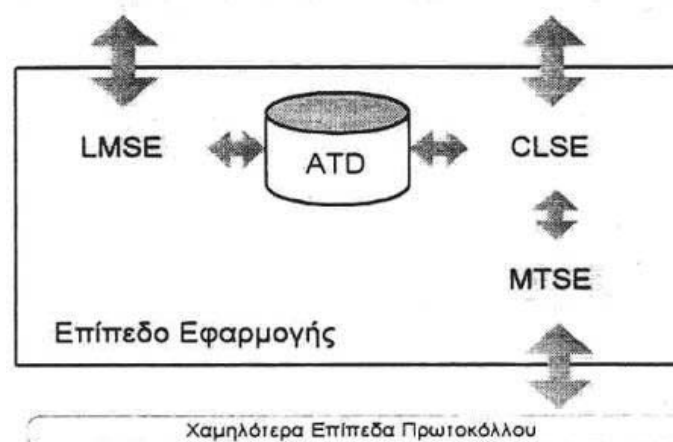 LMSE
ATD
CLSE
MTSE
Επίπεδο Εφαρμογής
Χαμηλότερα Επίπεδα Πρωτοκόλλου